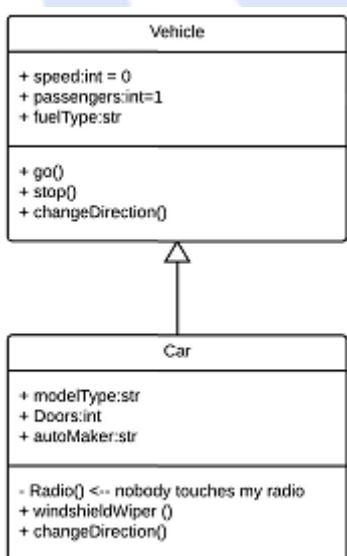 Vehicle
+ speed:int = 0
+ passengers:int=1
+ fuelType:str
+ go()
+ stop()
+ changeDirection()
Car
+ modelType:str
+ Doors:int
+ autoMaker:str
- Radio() <-- nobody touches my radio
+ windshieldWiper ()
+ changeDirection()